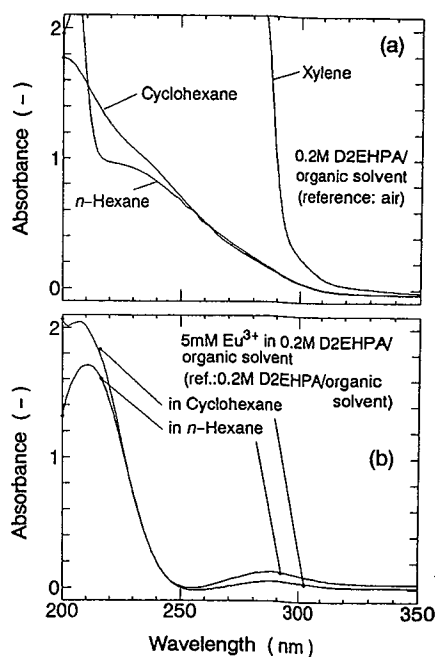 2
(a)
Xylene
Cyclohexane
0.2M D2EHPA/
organic solvent
(reference: air)
1
n-Hexane
Absorbance (-)
0
2
5mM Eu³⁺ in 0.2M D2EHPA/
organic solvent
(ref.:0.2M D2EHPA/organic
solvent)
in Cyclohexane
in n-Hexane
(b)
1
Absorbance (-)
0
200 250 300 350
Wavelength (nm)